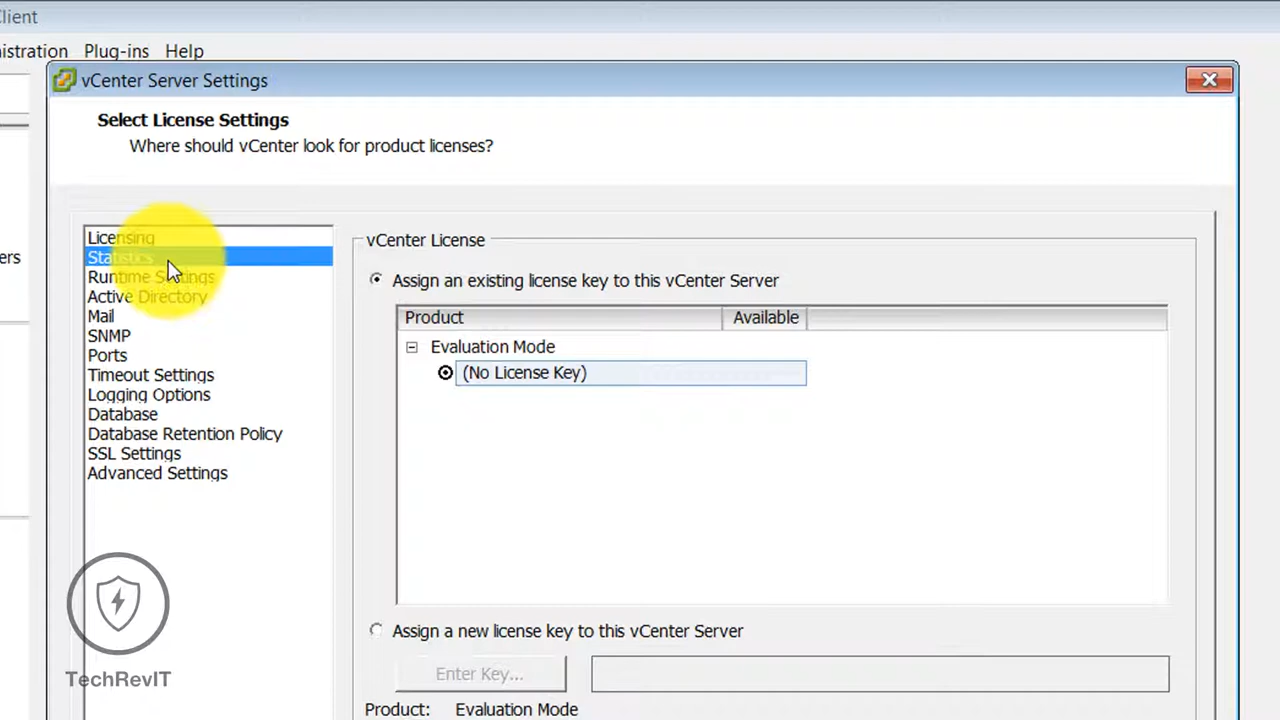 Client
istration Plug-ins Help
vCenter Server Settings
Select License Settings
Where should vCenter look for product licenses?
ers
Licensing
Statistics
Runtime Settings
Active Directory
Mail
SNMP
Ports
Timeout Settings
Logging Options
Database
Database Retention Policy
SSL Settings
Advanced Settings
vCenter License
Assign an existing license key to this vCenter Server
Product Available
Evaluation Mode
(No License Key)
Assign a new license key to this vCenter Server
Enter Key...
Product: Evaluation Mode
TechRevIT